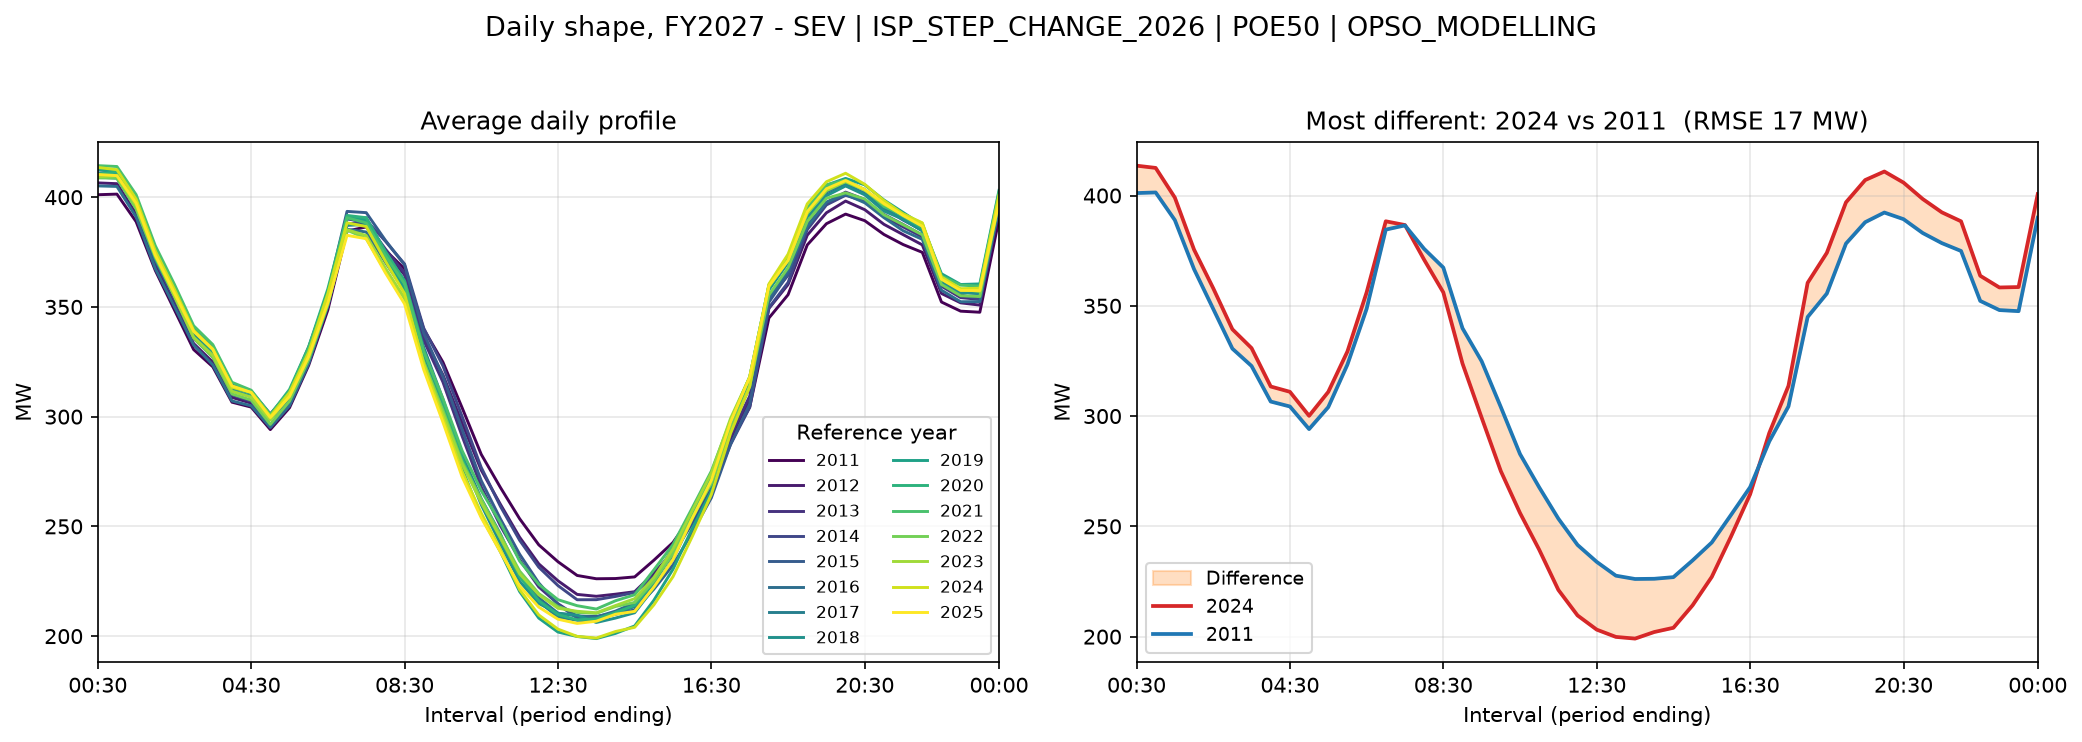 Daily shape, FY2027 - SEV | ISP_STEP_CHANGE_2026 | POE50 | OPSO_MODELLING
Average daily profile
MW
400
350
300
250
200
00:30 04:30 08:30 12:30 16:30 20:30 00:00
Interval (period ending)
Reference year
2011 2019
2012 2020
2013 2021
2014 2022
2015 2023
2016 2024
2017 2025
2018
Most different: 2024 vs 2011 (RMSE 17 MW)
MW
400
350
300
250
200
00:30 04:30 08:30 12:30 16:30 20:30 00:00
Interval (period ending)
Difference
2024
2011